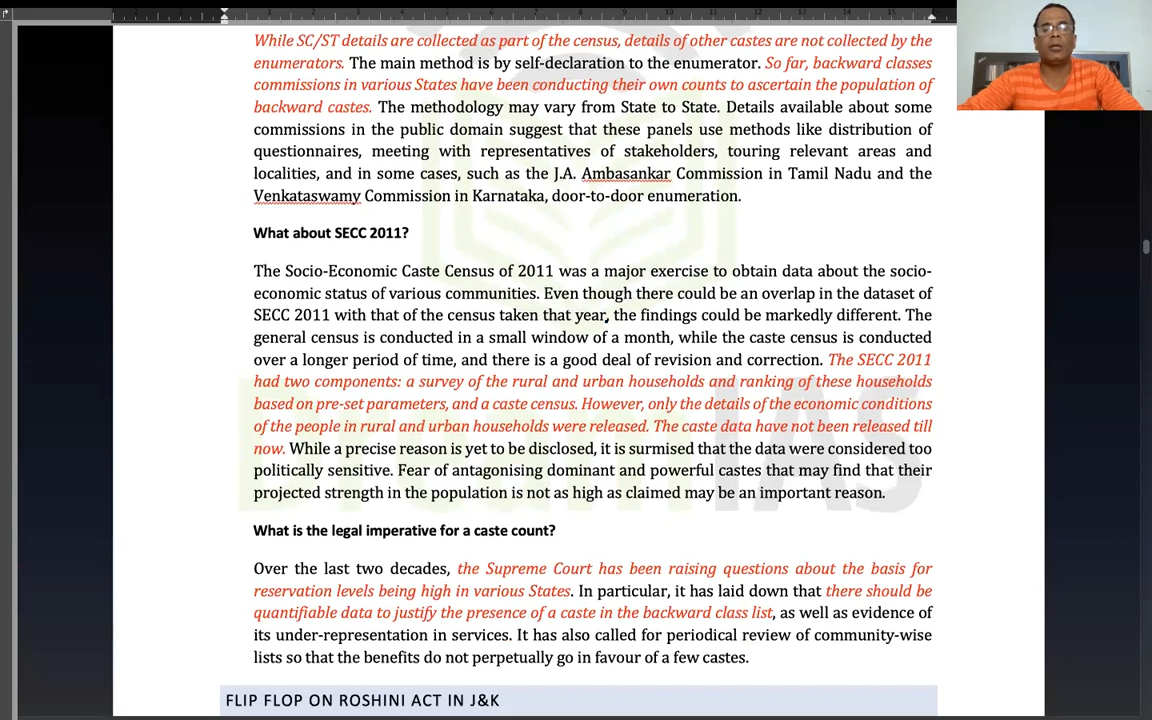 While SC/ST details are collected as part of the census, details of other castes are not collected by the
enumerators. The main method is by self-declaration to the enumerator. So far, backward classes
commissions in various States have been conducting their own counts to ascertain the population of
backward castes. The methodology may vary from State to State. Details available about some
commissions in the public domain suggest that these panels use methods like distribution of
questionnaires, meeting with representatives of stakeholders, touring relevant areas and
localities, and in some cases, such as the J.A. Ambasankar Commission in Tamil Nadu and the
Venkataswamy Commission in Karnataka, door-to-door enumeration.
What about SECC 2011?
The Socio-Economic Caste Census of 2011 was a major exercise to obtain data about the socio-
economic status of various communities. Even though there could be an overlap in the dataset of
SECC 2011 with that of the census taken that year, the findings could be markedly different. The
general census is conducted in a small window of a month, while the caste census is conducted
over a longer period of time, and there is a good deal of revision and correction. The SECC 2011
had two components: a survey of the rural and urban households and ranking of these households
based on pre-set parameters, and a caste census. However, only the details of the economic conditions
of the people in rural and urban households were released. The caste data have not been released till
now. While a precise reason is yet to be disclosed, it is surmised that the data were considered too
politically sensitive. Fear of antagonising dominant and powerful castes that may find that their
projected strength in the population is not as high as claimed may be an important reason.
What is the legal imperative for a caste count?
Over the last two decades, the Supreme Court has been raising questions about the basis for
reservation levels being high in various States. In particular, it has laid down that there should be
quantifiable data to justify the presence of a caste in the backward class list, as well as evidence of
its under-representation in services. It has also called for periodical review of community-wise
lists so that the benefits do not perpetually go in favour of a few castes.
FLIP FLOP ON ROSHINI ACT IN J&K